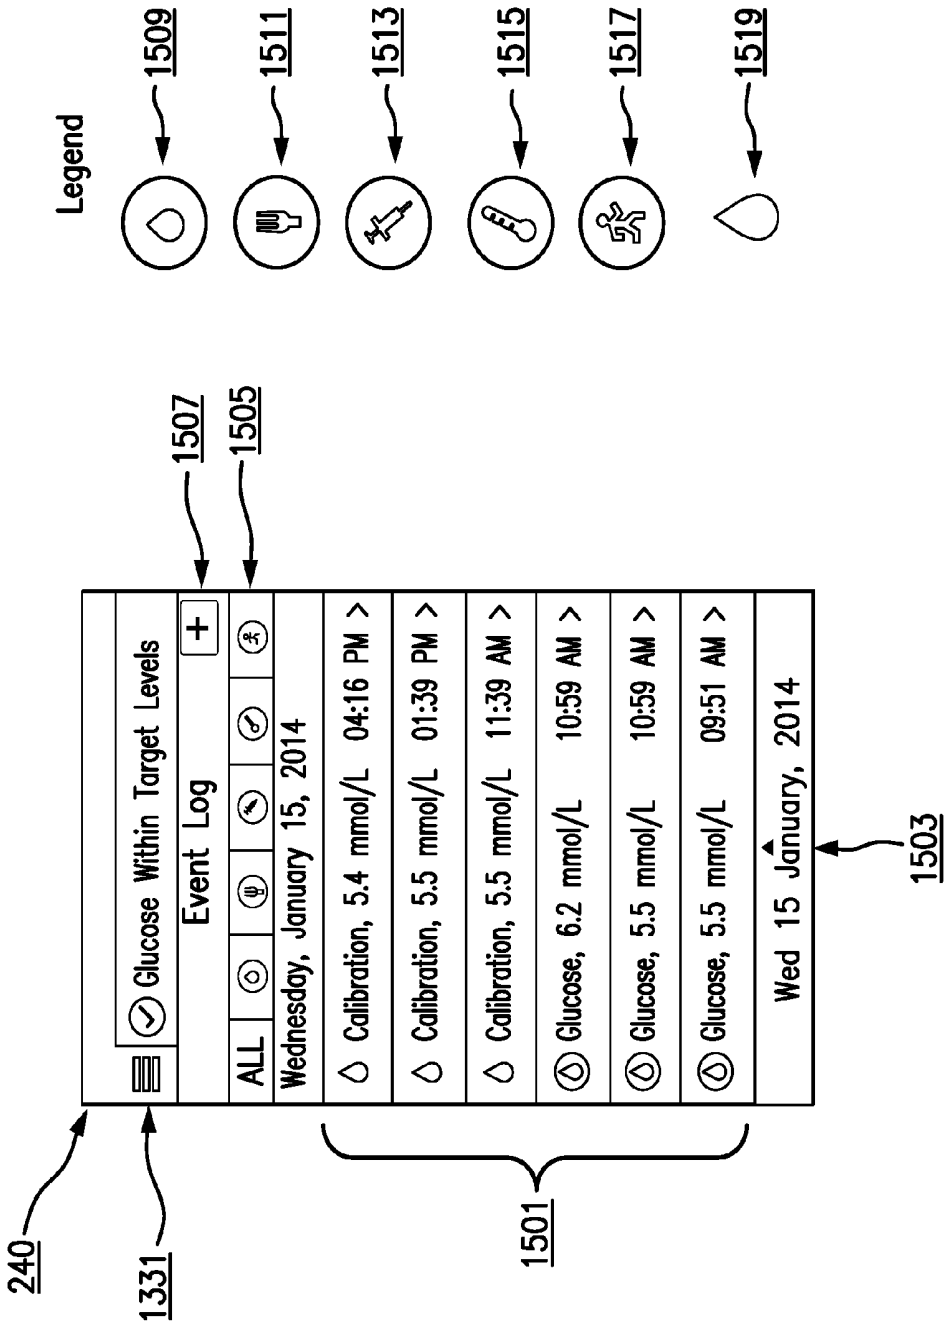 240
1331
Glucose Within Target Levels
Event Log
+
1507
ALL
1505
Wednesday, January 15, 2014
Calibration, 5.4 mmol/L 04:16 PM >
Calibration, 5.5 mmol/L 01:39 PM >
Calibration, 5.5 mmol/L 11:39 AM >
Glucose, 6.2 mmol/L 10:59 AM >
Glucose, 5.5 mmol/L 10:59 AM >
Glucose, 5.5 mmol/L 09:51 AM >
1501
Wed 15 January, 2014
1503
Legend
1509
1511
1513
1515
1517
1519